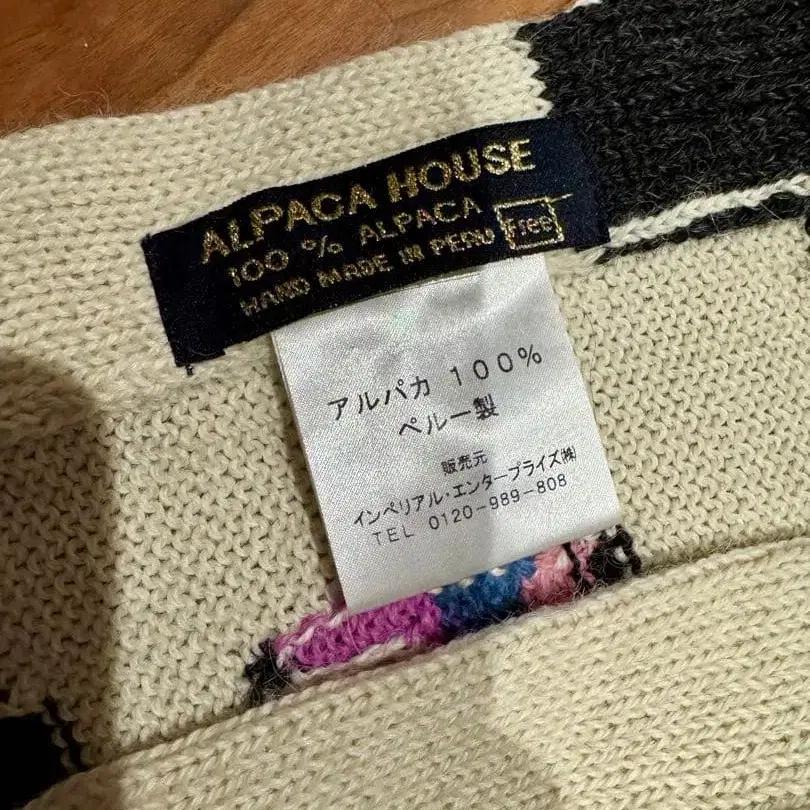 ALPACA HOUSE
100 % ALPACA
HAND MADE IN PERU Free
アルパカ 100%
ペルー製
販売元
インペリアル・エンタープライズ㈱
TEL 0120-989-808